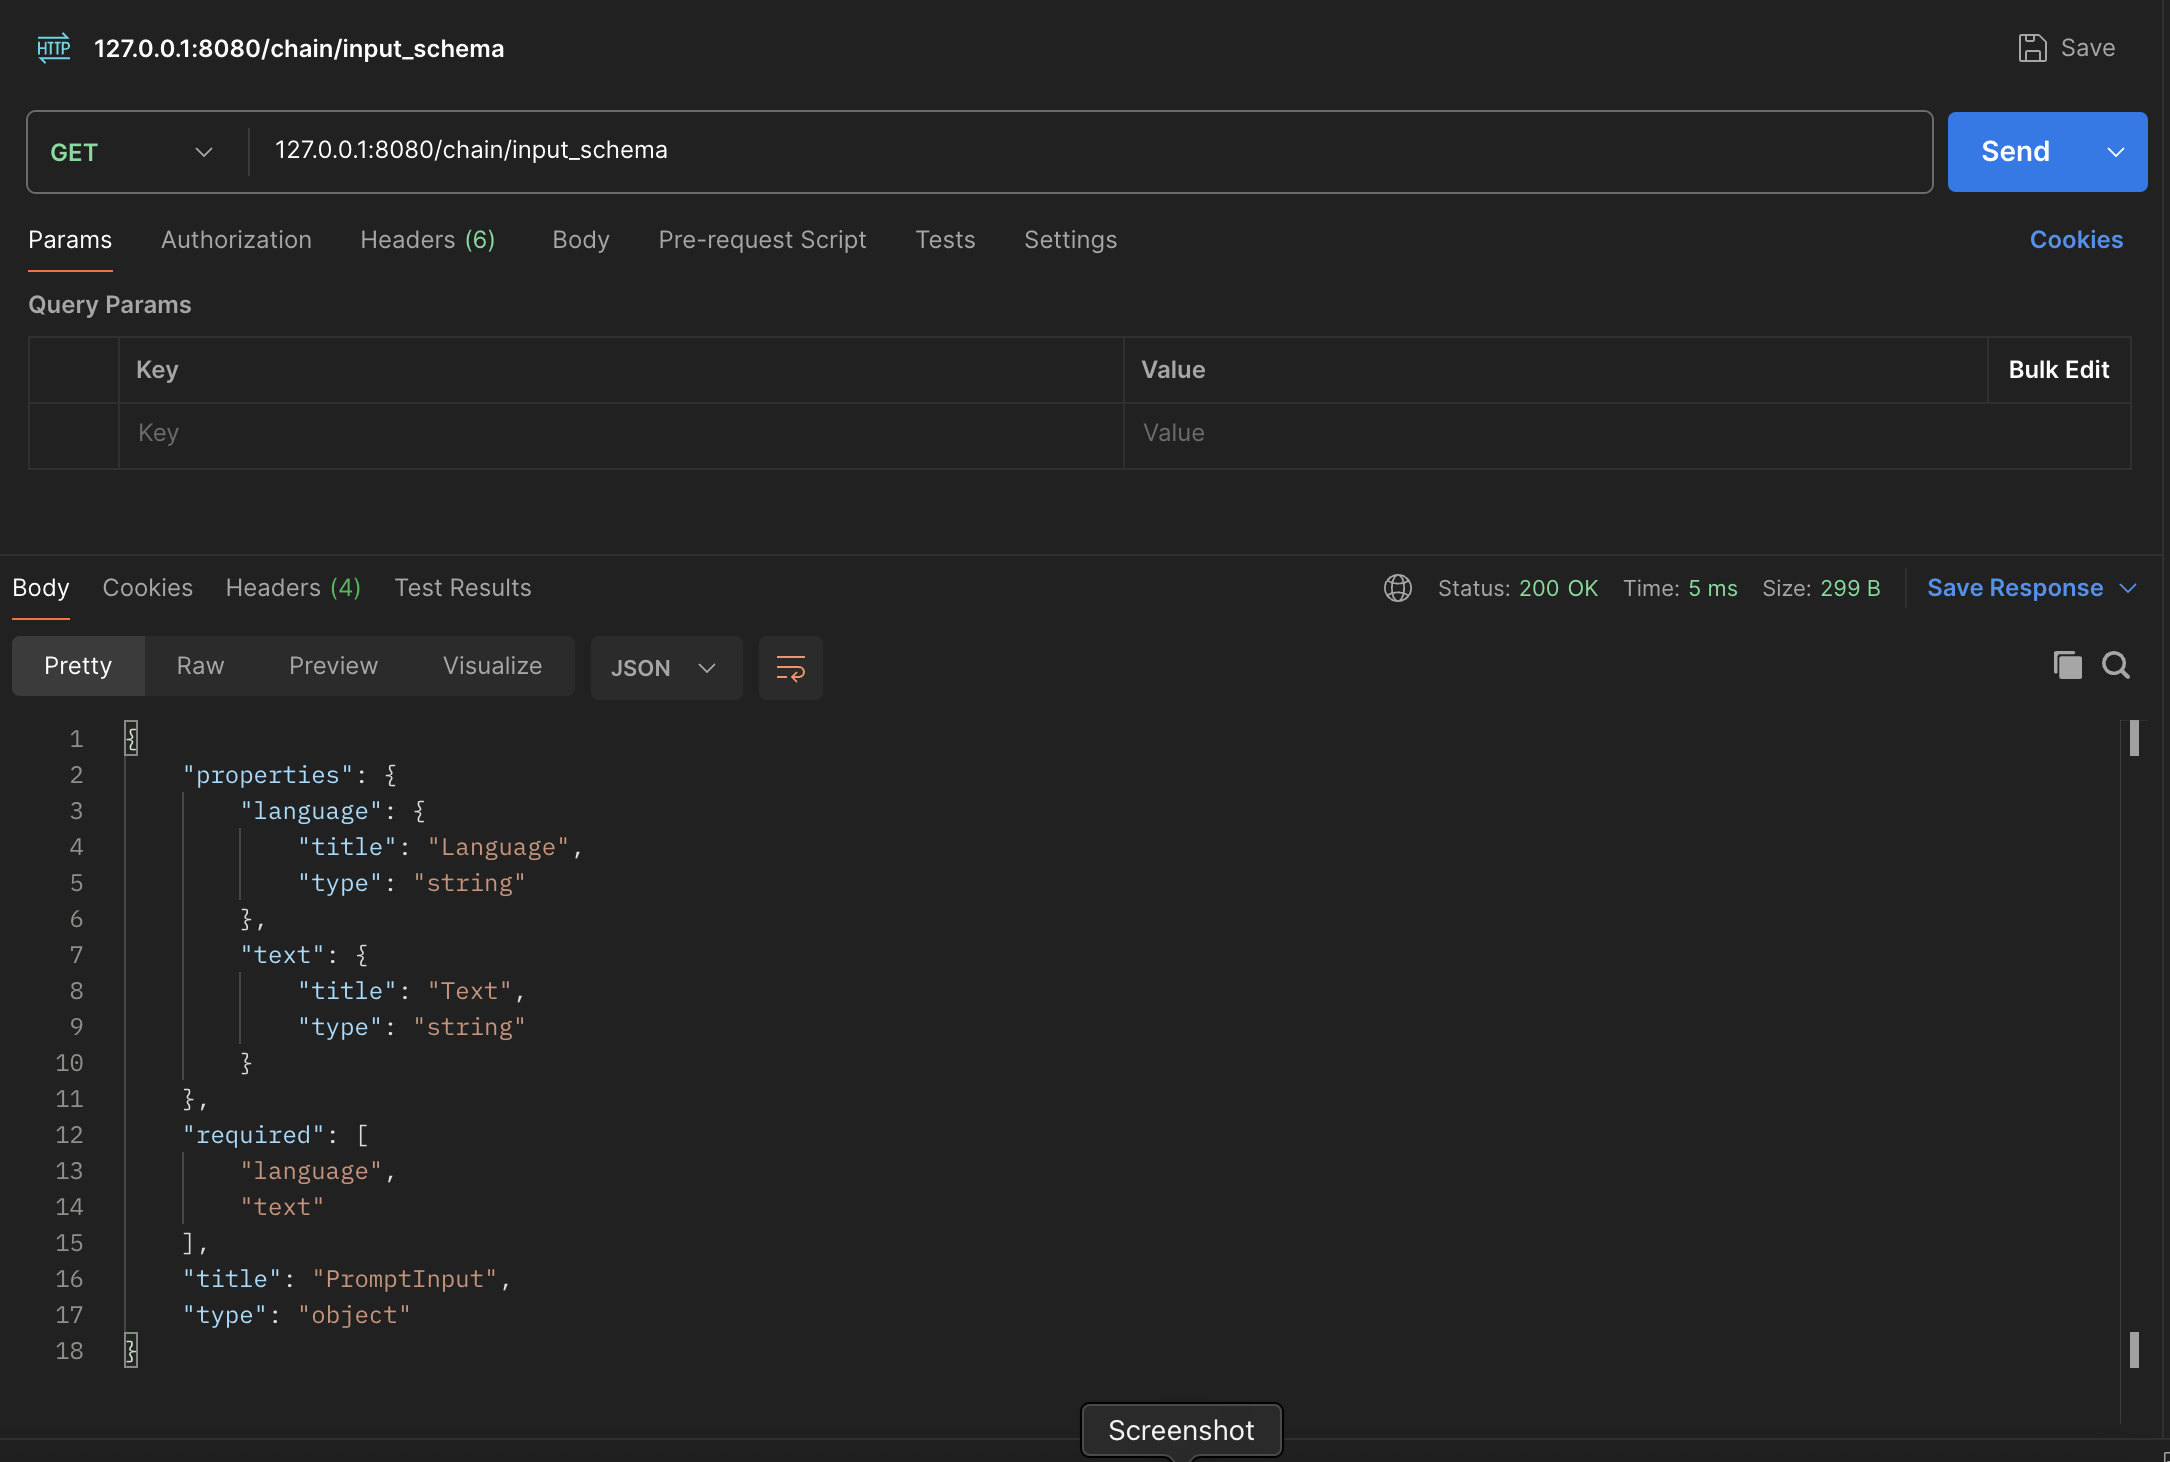 HTTP 127.0.0.1:8080/chain/input_schema Save
GET 127.0.0.1:8080/chain/input_schema Send
Params Authorization Headers (6) Body Pre-request Script Tests Settings Cookies
Query Params
Key Value Bulk Edit
Key Value
Body Cookies Headers (4) Test Results Status: 200 OK Time: 5 ms Size: 299 B Save Response
Pretty Raw Preview Visualize JSON
1 {
2 "properties": {
3 "language": {
4 "title": "Language",
5 "type": "string"
6 },
7 "text": {
8 "title": "Text",
9 "type": "string"
10 }
11 },
12 "required": [
13 "language",
14 "text"
15 ],
16 "title": "PromptInput",
17 "type": "object"
18 }
Screenshot